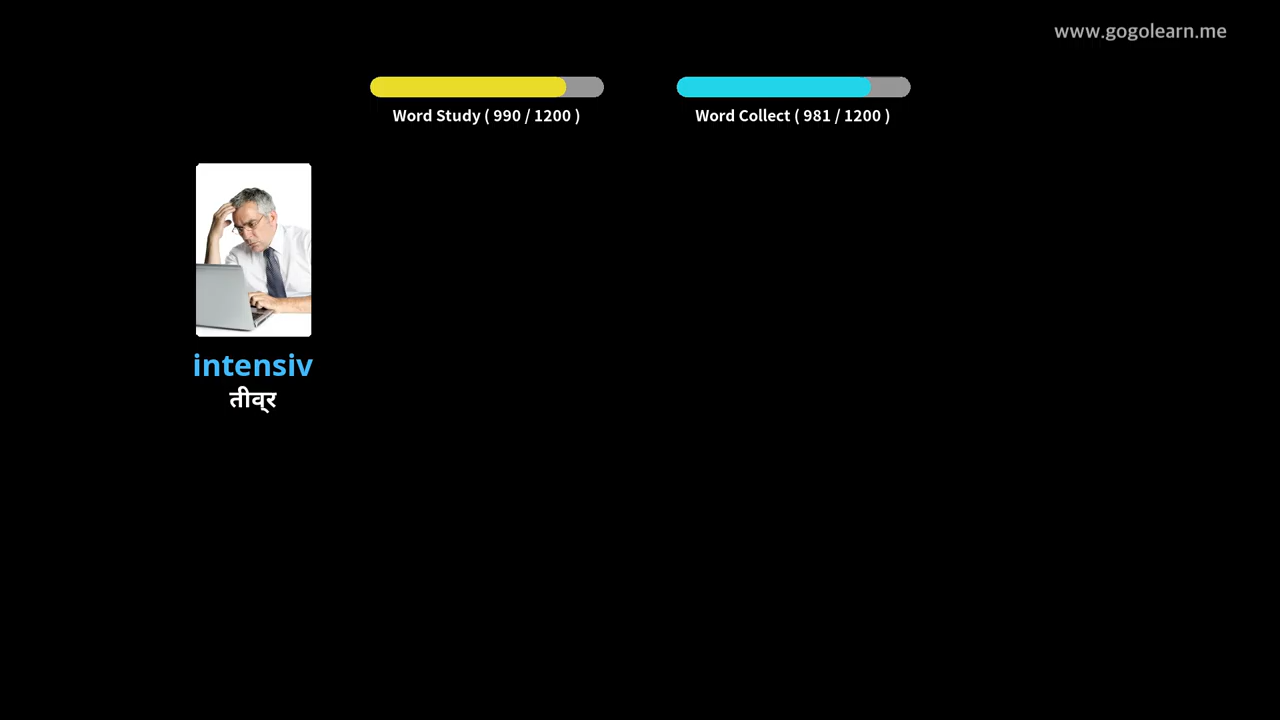 www.gogolearn.me
Word Study ( 990 / 1200 )
Word Collect ( 981 / 1200 )
intensiv
तीव्र